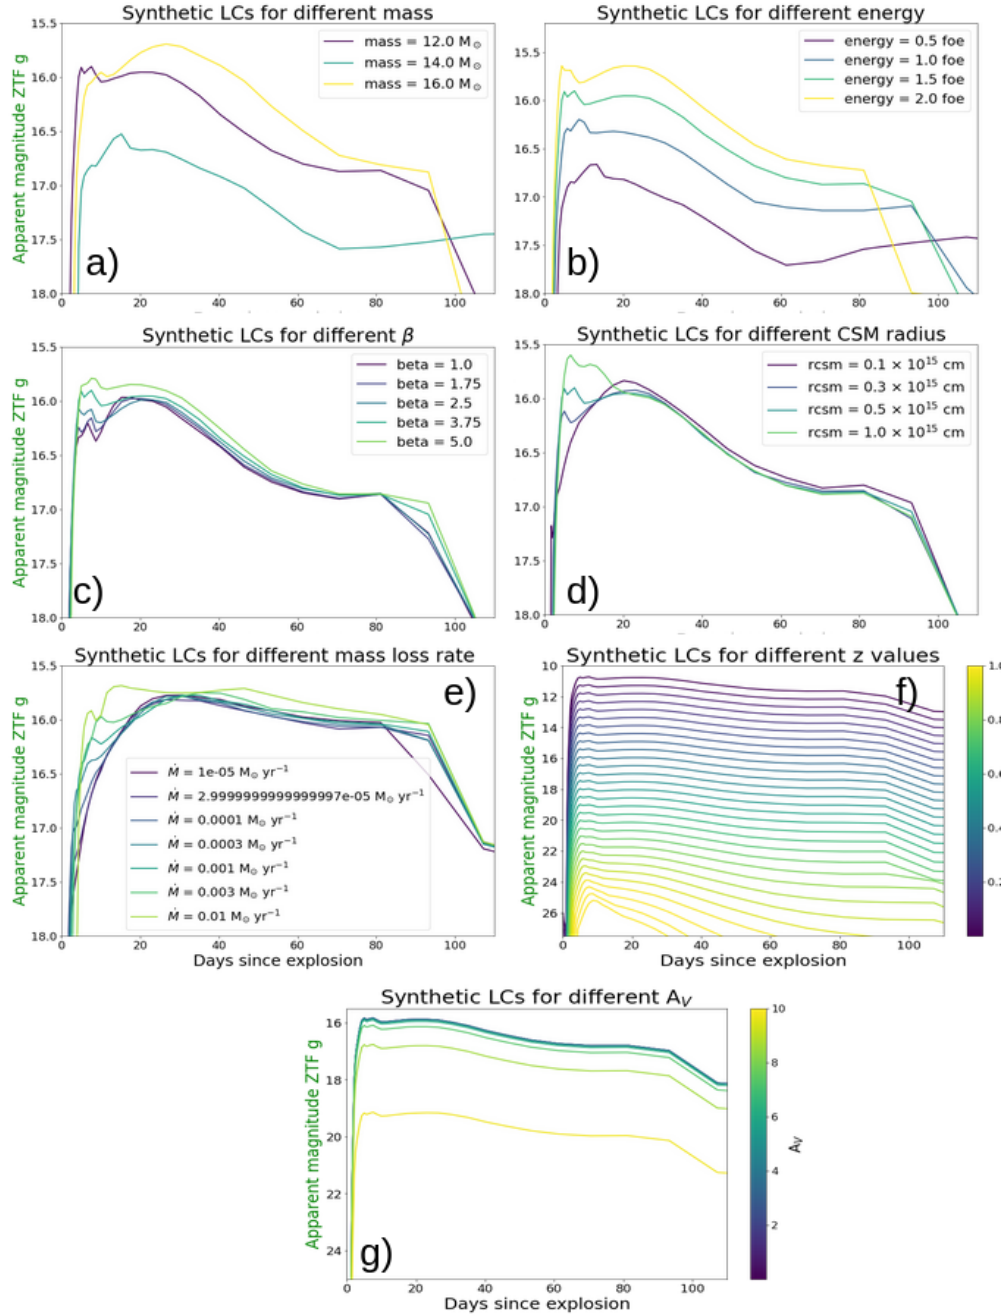 Synthetic LCs for different mass
Apparent magnitude ZTF g
15.5
16.0
16.5
17.0
17.5
18.0
0 20 40 60 80 100
mass = 12.0 M⊙
mass = 14.0 M⊙
mass = 16.0 M⊙
a)
Synthetic LCs for different energy
15.5
16.0
16.5
17.0
17.5
18.0
0 20 40 60 80 100
energy = 0.5 foe
energy = 1.0 foe
energy = 1.5 foe
energy = 2.0 foe
b)
Synthetic LCs for different β
Apparent magnitude ZTF g
15.5
16.0
16.5
17.0
17.5
18.0
0 20 40 60 80 100
beta = 1.0
beta = 1.75
beta = 2.5
beta = 3.75
beta = 5.0
c)
Synthetic LCs for different CSM radius
15.5
16.0
16.5
17.0
17.5
18.0
0 20 40 60 80 100
rcsm = 0.1 × 10¹⁵ cm
rcsm = 0.3 × 10¹⁵ cm
rcsm = 0.5 × 10¹⁵ cm
rcsm = 1.0 × 10¹⁵ cm
d)
Synthetic LCs for different mass loss rate
Apparent magnitude ZTF g
15.5
16.0
16.5
17.0
17.5
18.0
0 20 40 60 80 100
Days since explosion
e)
Ṁ = 1e-05 M⊙ yr⁻¹
Ṁ = 2.9999999999999997e-05 M⊙ yr⁻¹
Ṁ = 0.0001 M⊙ yr⁻¹
Ṁ = 0.0003 M⊙ yr⁻¹
Ṁ = 0.001 M⊙ yr⁻¹
Ṁ = 0.003 M⊙ yr⁻¹
Ṁ = 0.01 M⊙ yr⁻¹
Synthetic LCs for different z values
Apparent magnitude ZTF g
10
12
14
16
18
20
22
24
26
0 20 40 60 80 100
Days since explosion
f)
1.0
0.8
0.6
0.4
0.2
Synthetic LCs for different A_V
Apparent magnitude ZTF g
16
18
20
22
24
0 20 40 60 80 100
Days since explosion
g)
10
8
6
4
2
A_V